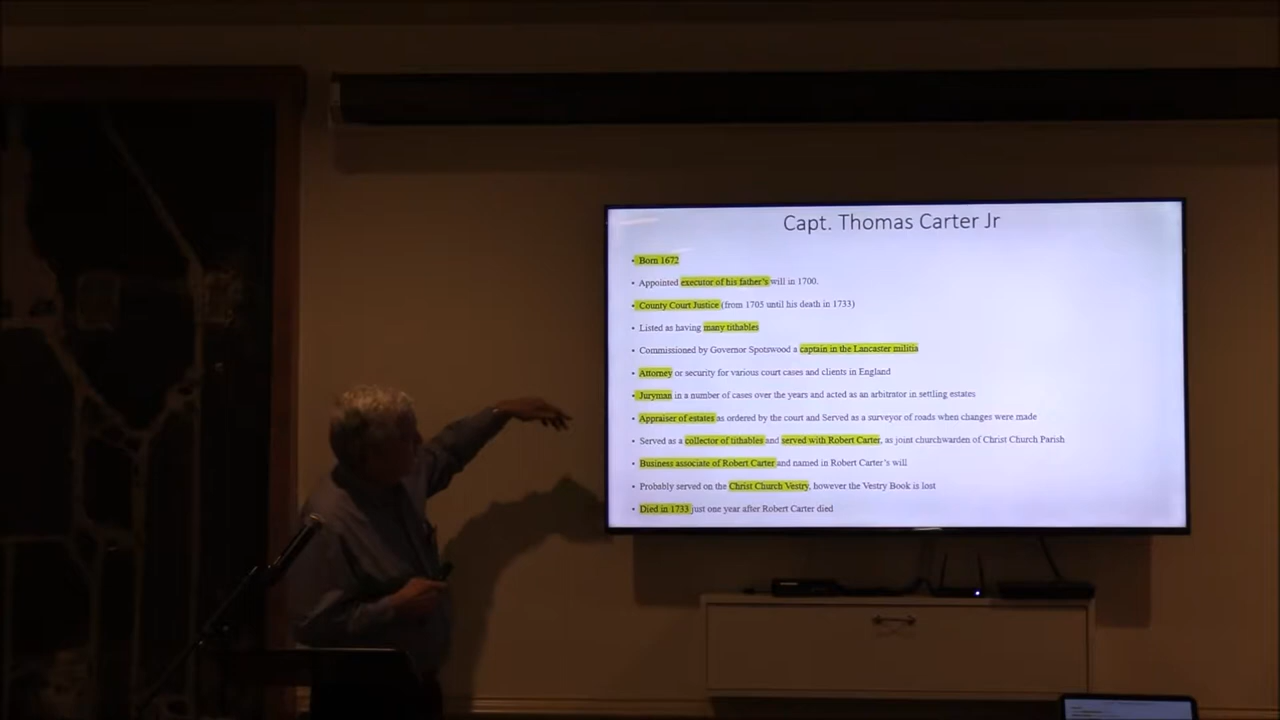 Capt. Thomas Carter Jr
• Born 1672
• Appointed executor of his father's will in 1700.
• County Court Justice (from 1705 until his death in 1733)
• Listed as having many tithables
• Commissioned by Governor Spotswood a captain in the Lancaster militia
• Attorney or security for various court cases and clients in England
• Juryman in a number of cases over the years and acted as an arbitrator in settling estates
• Appraiser of estates as ordered by the court and Served as a surveyor of roads when changes were made
• Served as a collector of tithables and served with Robert Carter, as joint churchwarden of Christ Church Parish
• Business associate of Robert Carter and named in Robert Carter's will
• Probably served on the Christ Church Vestry, however the Vestry Book is lost
• Died in 1733 just one year after Robert Carter died